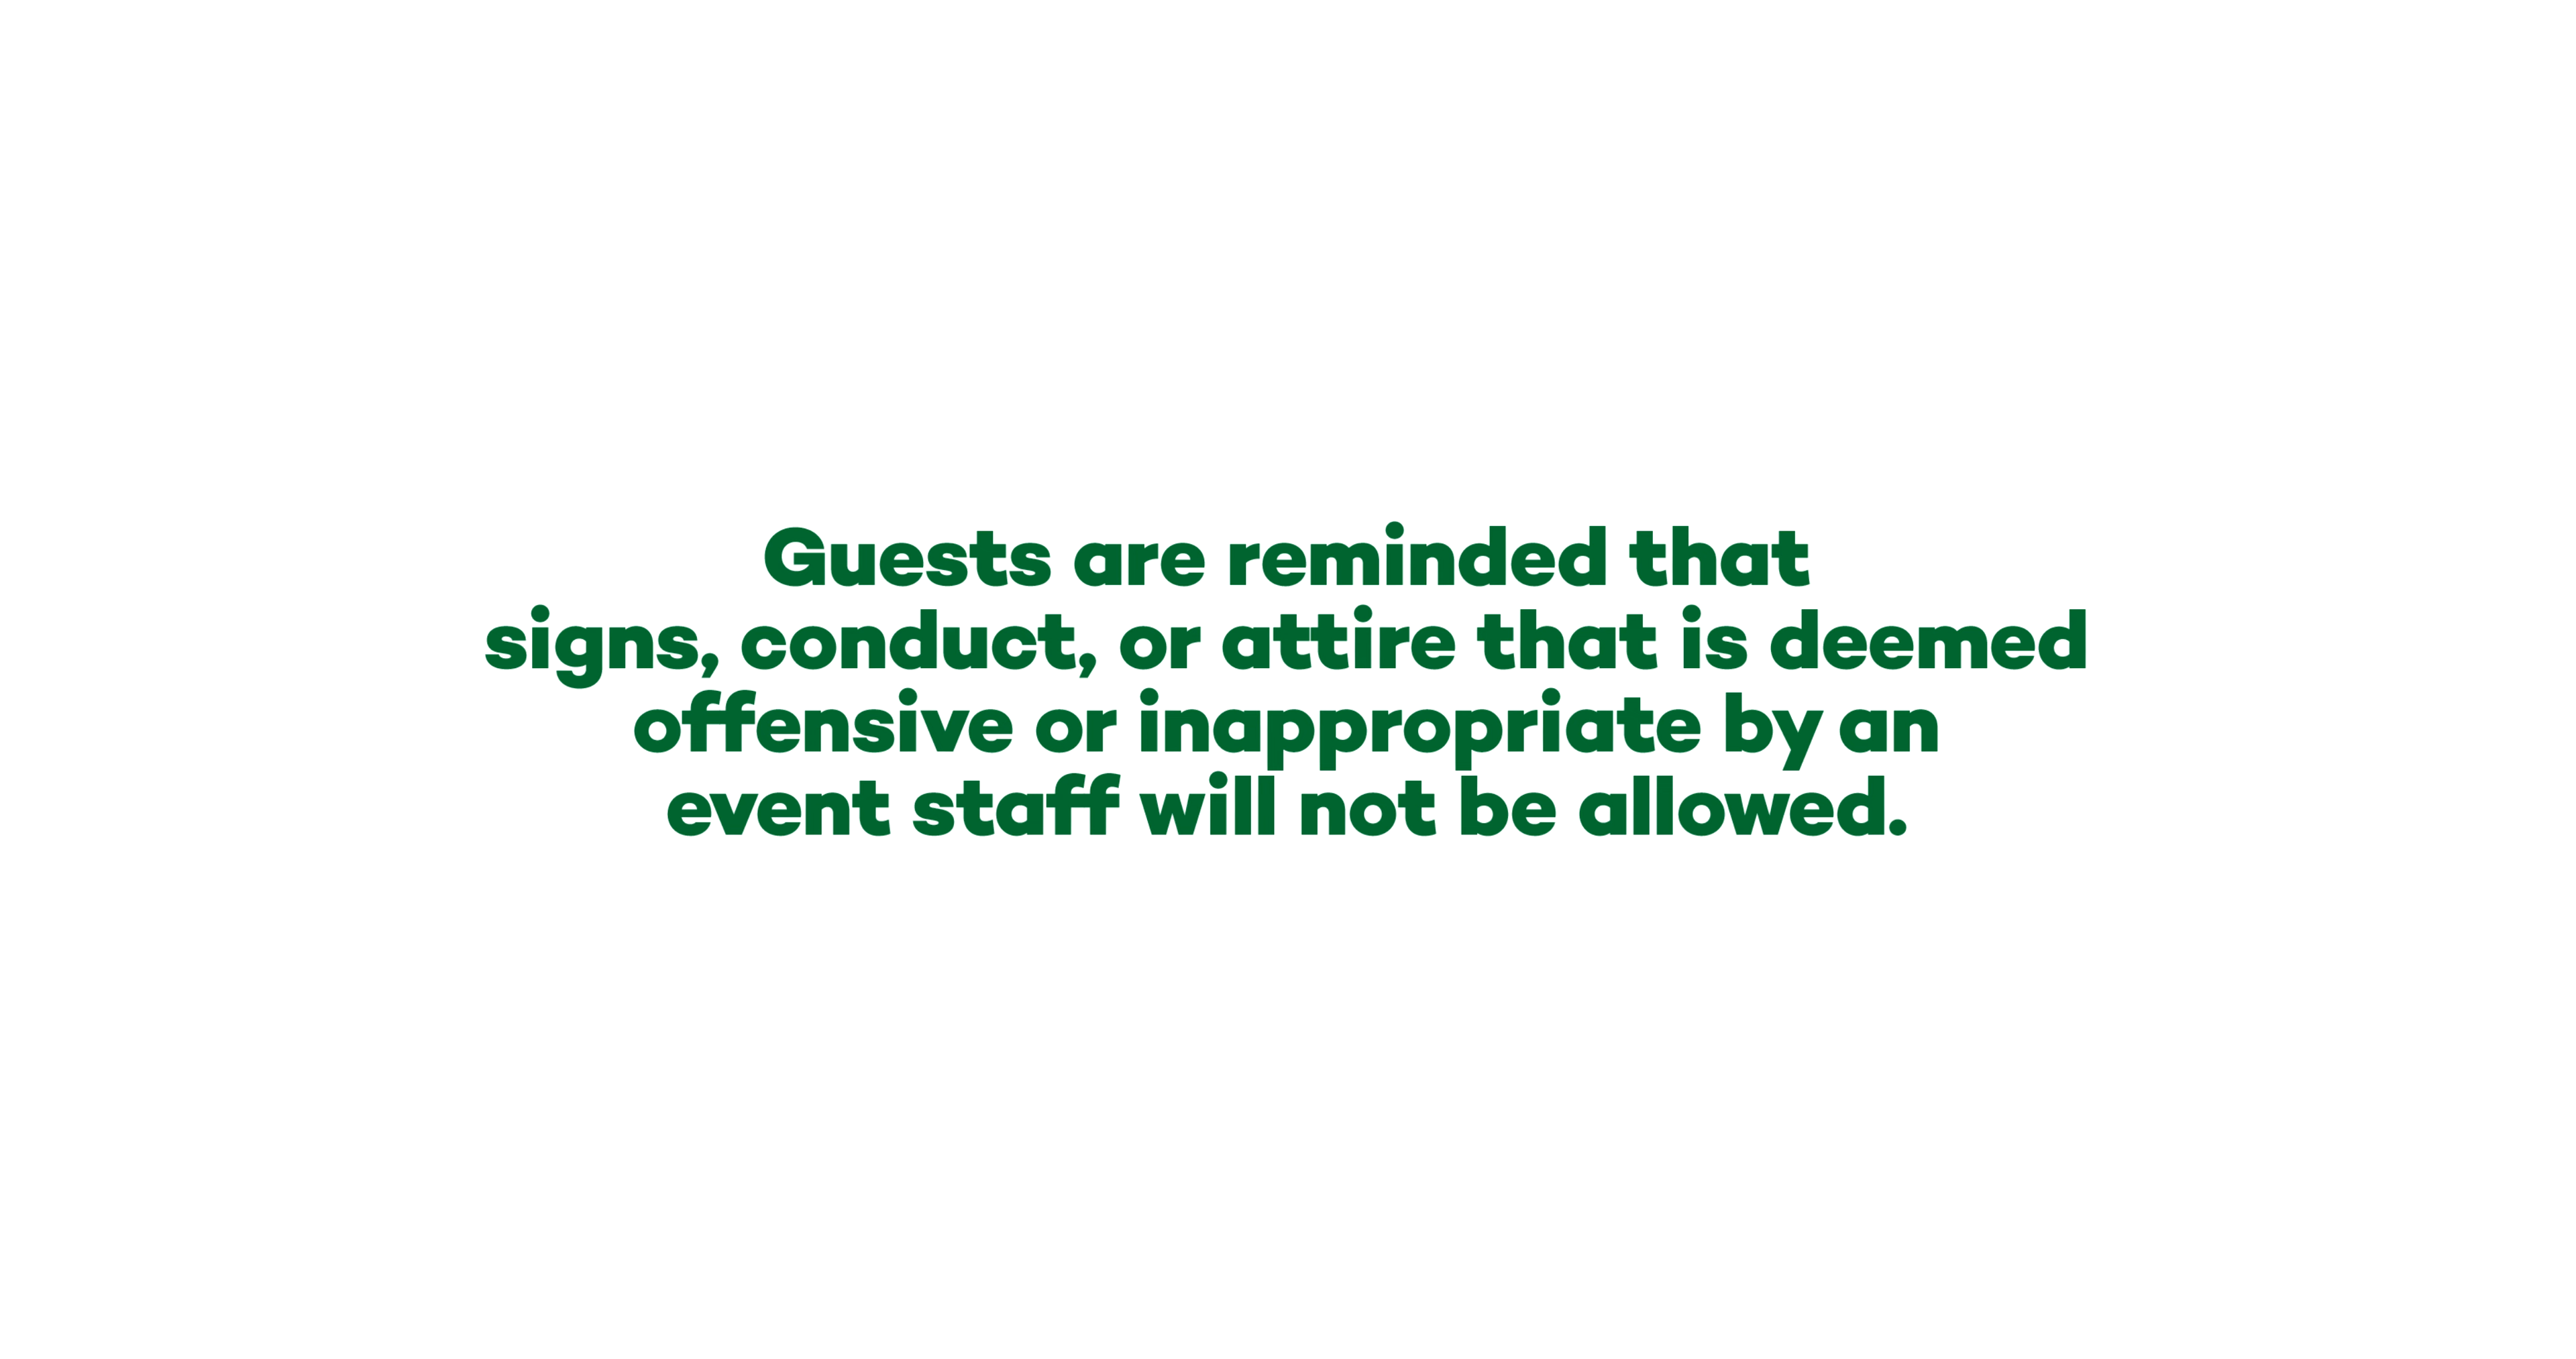 Guests are reminded that
signs, conduct, or attire that is deemed
offensive or inappropriate by an
event staff will not be allowed.